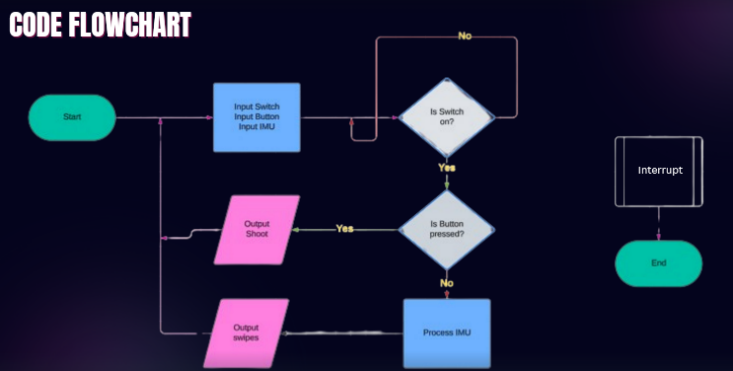 CODE FLOWCHART
No
Start
Input Switch
Input Button
Input IMU
Is Switch
on?
Interrupt
Yes
Output
Shoot
Yes
Is Button
pressed?
End
No
Output
swipes
Process IMU